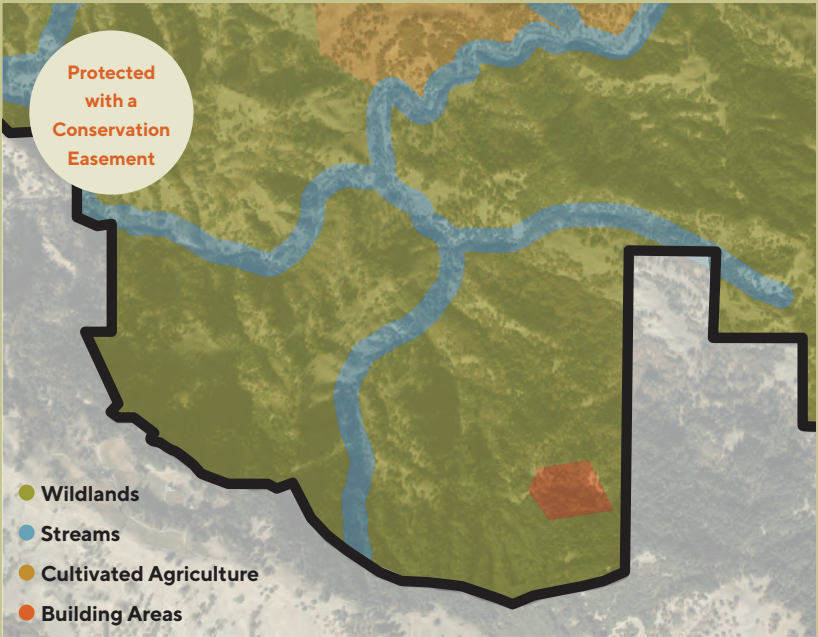 Protected
with a
Conservation
Easement
Wildlands
Streams
Cultivated Agriculture
Building Areas